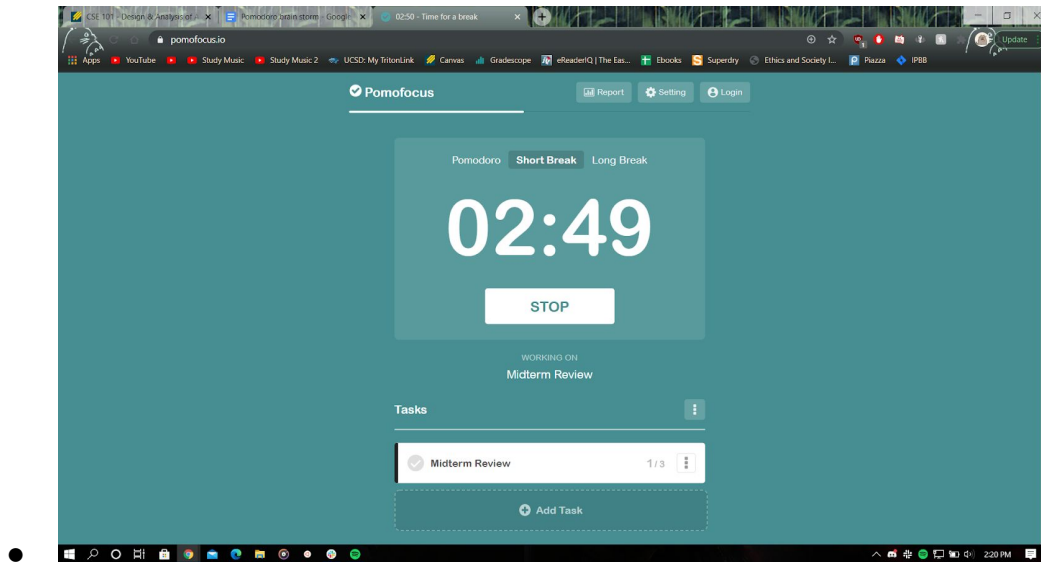 CSE 101 - Design & Analysis of A
Pomodoro brain storm - Google
02:50 - Time for a break
pomofocus.io
Update
Apps
YouTube
Study Music
Study Music 2
UCSD: My TritonLink
Canvas
Gradescope
eReaderIQ | The Eas...
Ebooks
Superdry
Ethics and Society I...
Piazza
IPBB
Pomofocus
Report
Setting
Login
Pomodoro Short Break Long Break
02:49
STOP
WORKING ON
Midterm Review
Tasks
Midterm Review 1 / 3
Add Task
2:20 PM